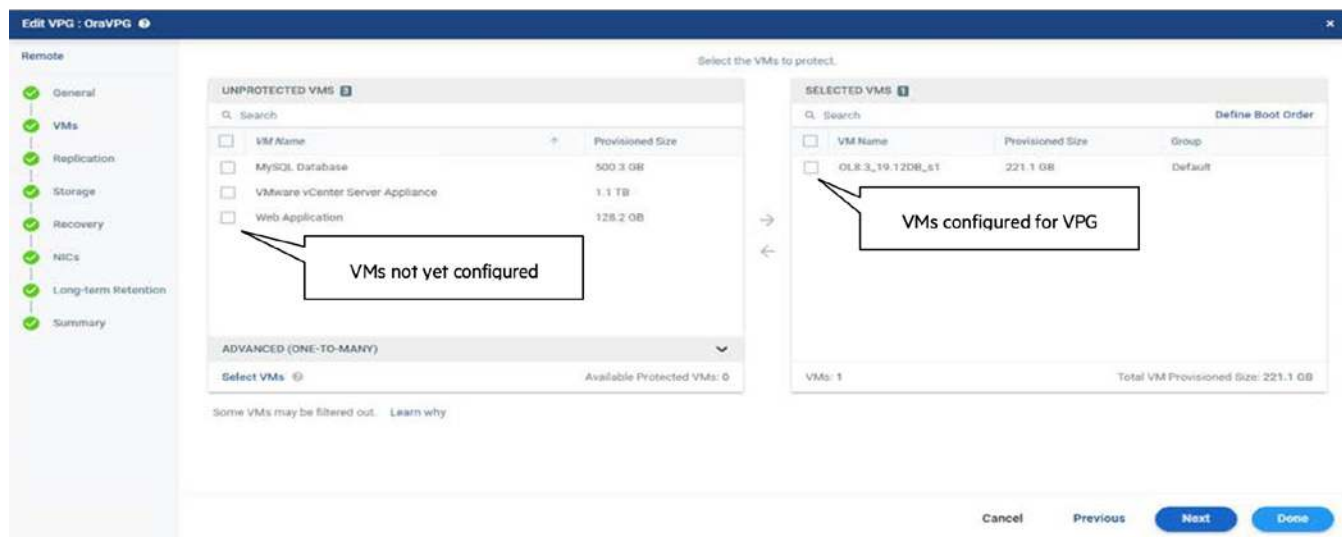 Edit VPG : OraVPG
Remote
General
VMs
Replication
Storage
Recovery
NICs
Long-term Retention
Summary
Select the VMs to protect.
UNPROTECTED VMS 3
Search
VM Name Provisioned Size
MySQL Database 500.3 GB
VMware vCenter Server Appliance 1.1 TB
Web Application 128.2 GB
VMs not yet configured
ADVANCED (ONE-TO-MANY)
Select VMs Available Protected VMs: 0
Some VMs may be filtered out. Learn why
SELECTED VMS 1
Search Define Boot Order
VM Name Provisioned Size Group
OL8.3_19.12DB_s1 221.1 GB Default
VMs configured for VPG
VMs: 1 Total VM Provisioned Size: 221.1 GB
Cancel Previous Next Done